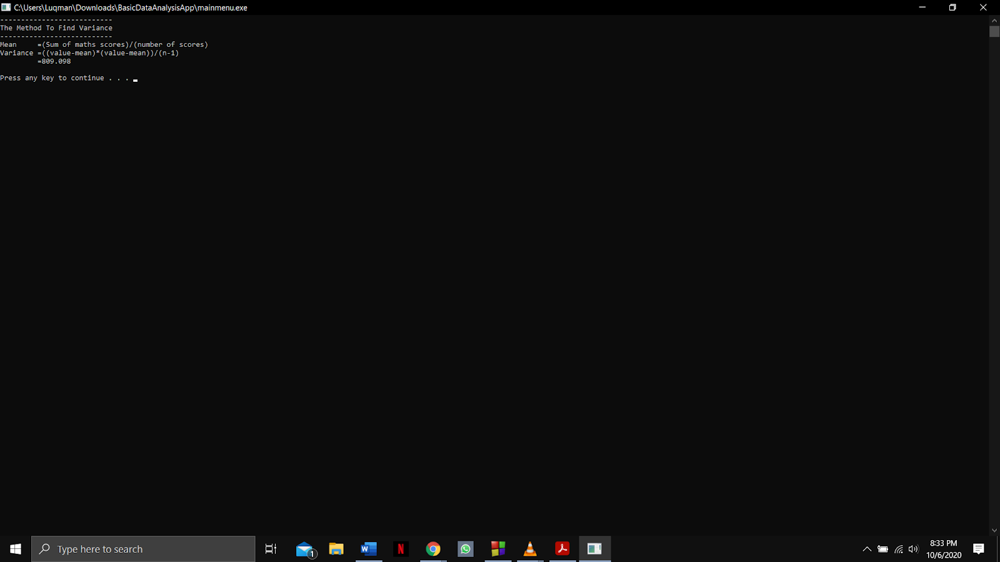 C:\Users\Luqman\Downloads\BasicDataAnalysisApp\mainmenu.exe
---------------------------
The Method To Find Variance
---------------------------
Mean     =(Sum of maths scores)/(number of scores)
Variance =((value-mean)*(value-mean))/(n-1)
         =809.098
Press any key to continue . . .
Type here to search
1
W
N
8:33 PM
10/6/2020